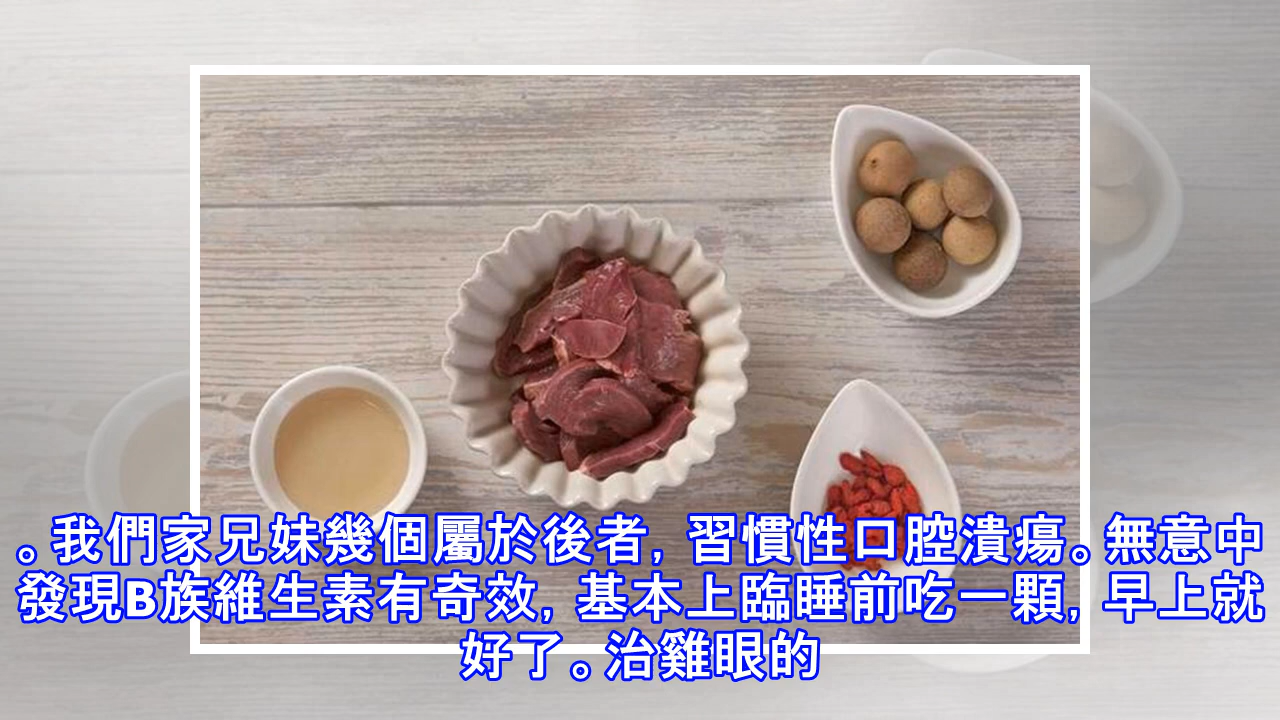 。我們家兄妹幾個屬於後者，習慣性口腔潰瘍。無意中
發現B族維生素有奇效，基本上臨睡前吃一顆，早上就
好了。治雞眼的